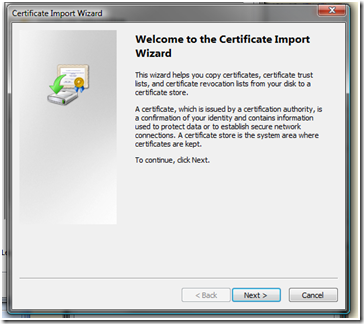 Certificate Import Wizard
Welcome to the Certificate Import
Wizard
This wizard helps you copy certificates, certificate trust
lists, and certificate revocation lists from your disk to a
certificate store.
A certificate, which is issued by a certification authority, is
a confirmation of your identity and contains information
used to protect data or to establish secure network
connections. A certificate store is the system area where
certificates are kept.
To continue, click Next.
< Back
Next >
Cancel